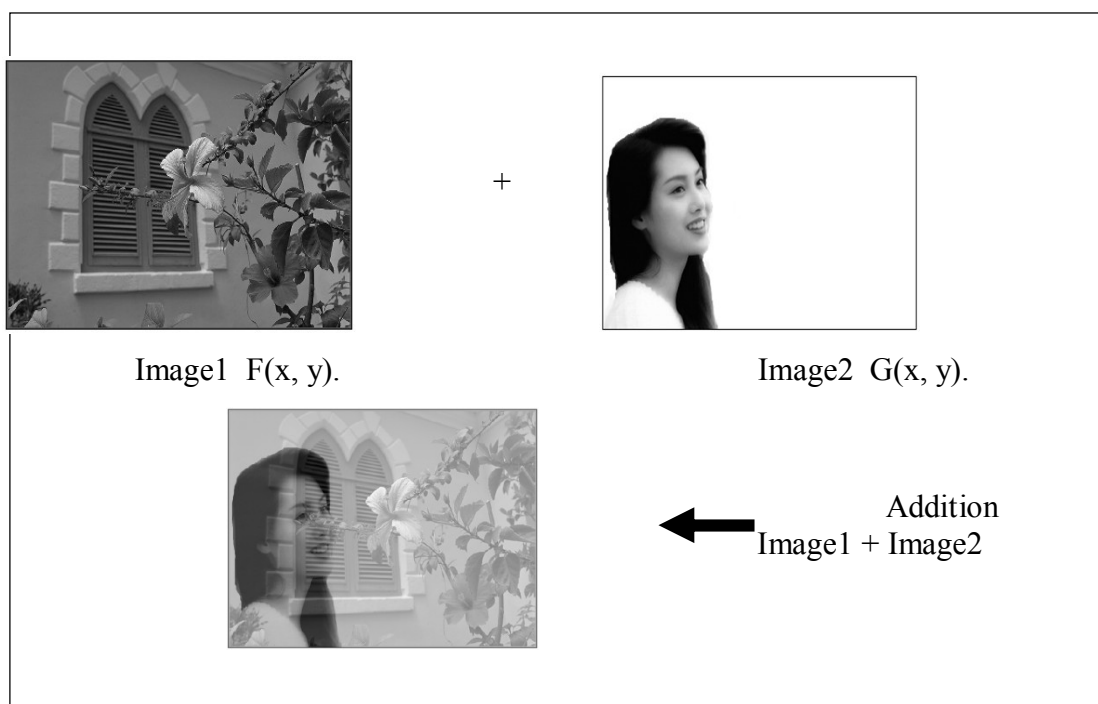 +
Image1 F(x, y).
Image2 G(x, y).
Addition
Image1 + Image2